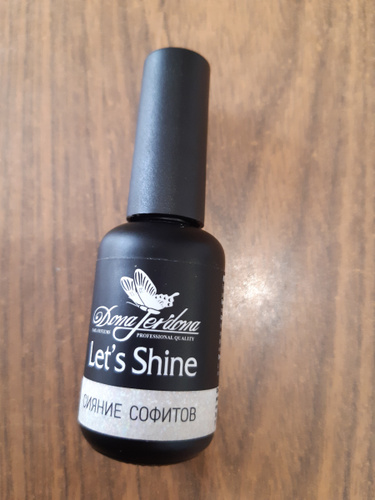 Dona Jerdona
PROFESSIONAL QUALITY
Let's Shine
СИЯНИЕ СОФИТОВ